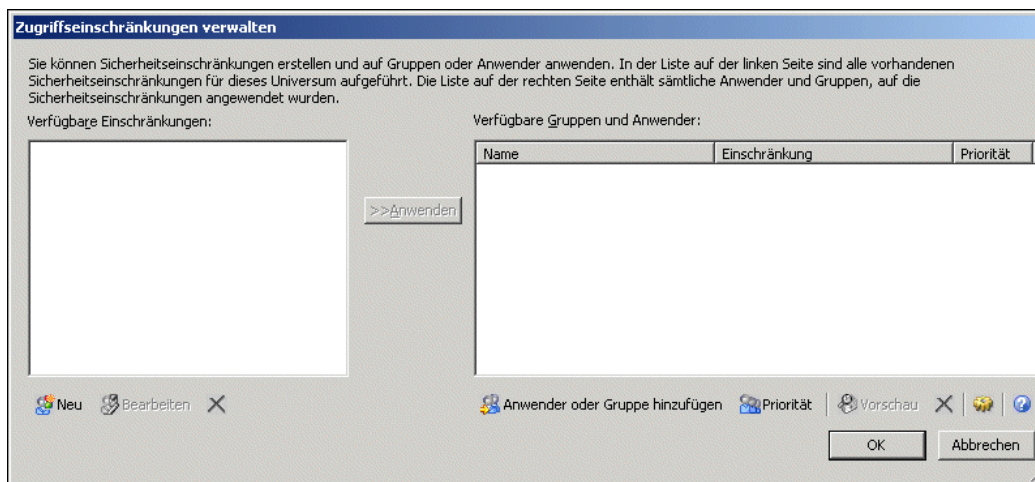 Zugriffseinschränkungen verwalten
Sie können Sicherheitseinschränkungen erstellen und auf Gruppen oder Anwender anwenden. In der Liste auf der linken Seite sind alle vorhandenen
Sicherheitseinschränkungen für dieses Universum aufgeführt. Die Liste auf der rechten Seite enthält sämtliche Anwender und Gruppen, auf die
Sicherheitseinschränkungen angewendet wurden.
Verfügbare Einschränkungen:
Verfügbare Gruppen und Anwender:
Name Einschränkung Priorität
>>Anwenden
Neu Bearbeiten
Anwender oder Gruppe hinzufügen Priorität Vorschau
OK Abbrechen